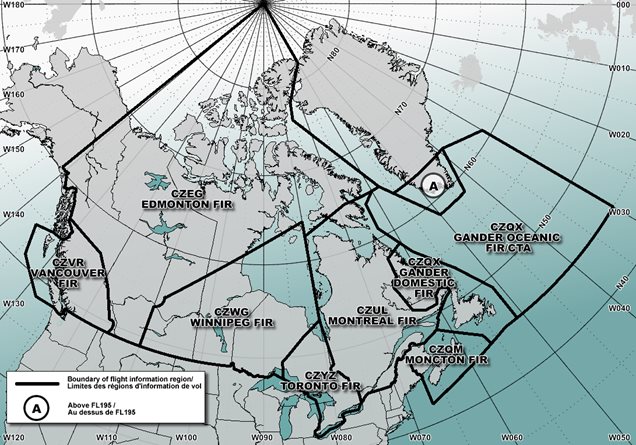 W180
000
W170
W010
N80
W160
N70
W020
W150
N60
A
CZEG
EDMONTON FIR
W030
W140
CZQX
GANDER OCEANIC
FIR/CTA
N50
CZVR
VANCOUVER
FIR
CZQX
GANDER
DOMESTIC
FIR
N40
W130
CZWG
WINNIPEG FIR
CZUL
MONTREAL FIR
W040
CZQM
MONCTON FIR
CZYZ
TORONTO FIR
Boundary of flight information region/
Limites des régions d'information de vol
A
Above FL195 /
Au dessus de FL195
W120
W110
W100
W090
W080
W070
W060
W050